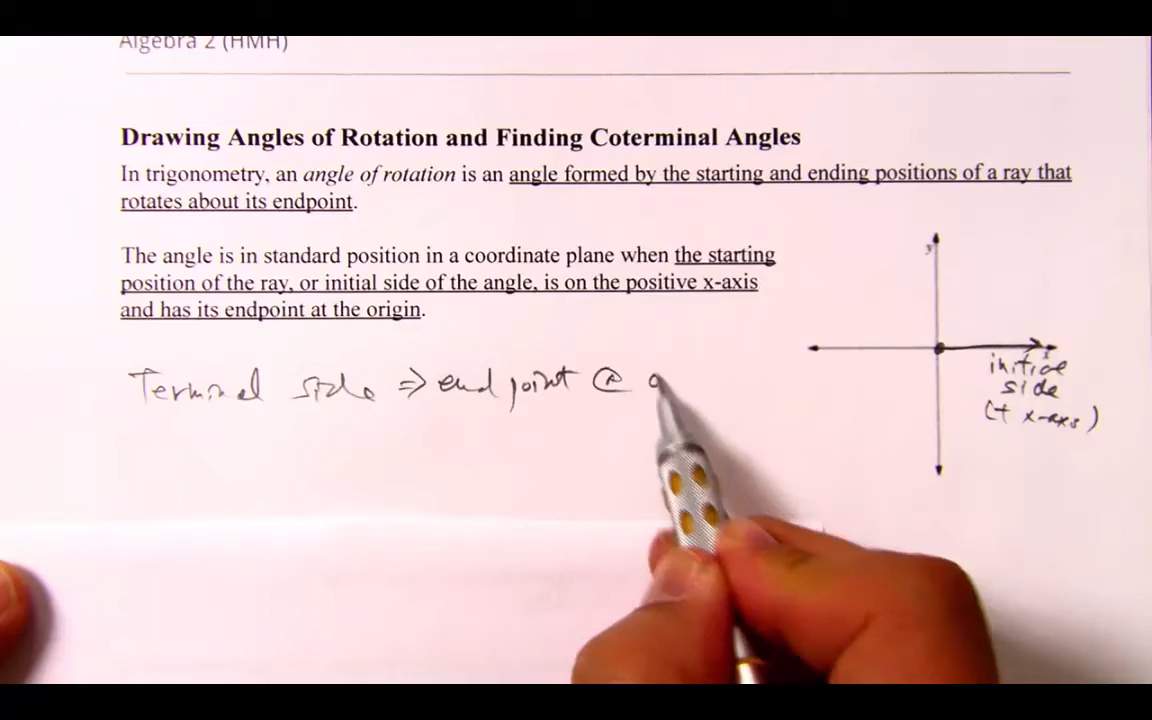 Algebra 2 (HMH)
Drawing Angles of Rotation and Finding Coterminal Angles
In trigonometry, an angle of rotation is an angle formed by the starting and ending positions of a ray that
rotates about its endpoint.
The angle is in standard position in a coordinate plane when the starting
position of the ray, or initial side of the angle, is on the positive x-axis
and has its endpoint at the origin.
y
x
initial
side
(+ x-axis)
Terminal side ⇒ endpoint @ o